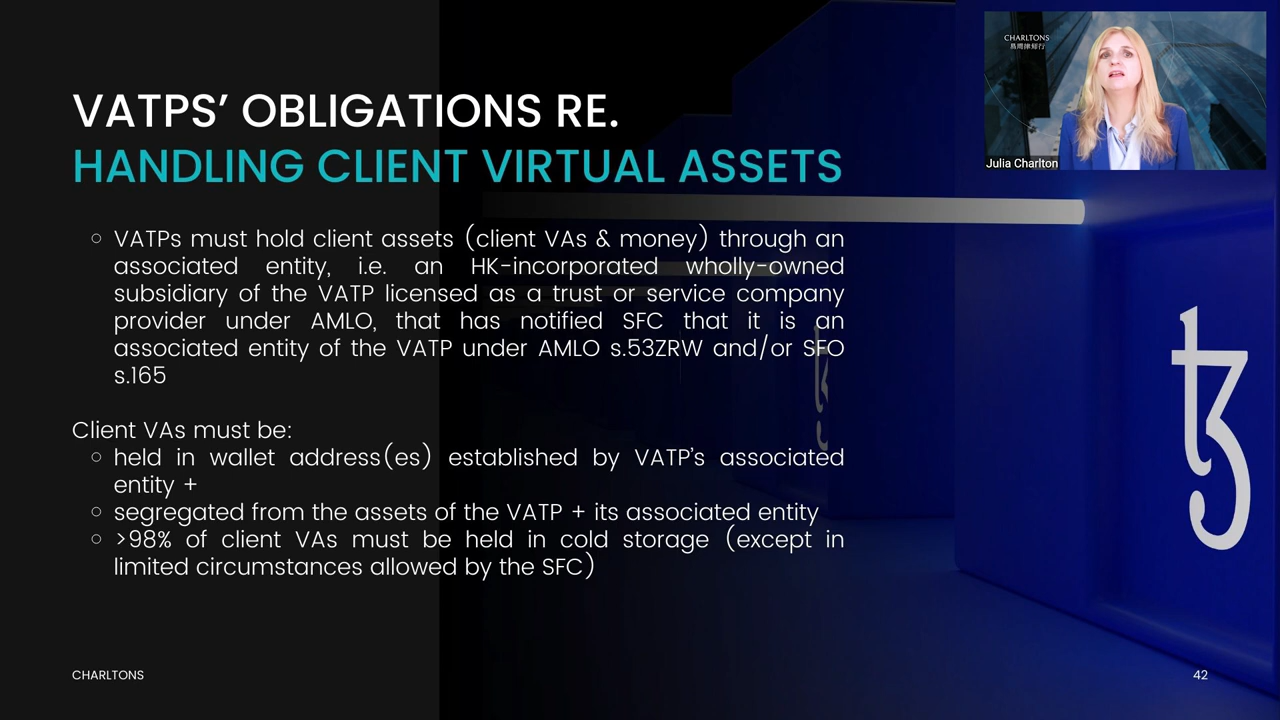 CHARLTONS
易周律師行
Julia Charlton
VATPS’ OBLIGATIONS RE.
HANDLING CLIENT VIRTUAL ASSETS
○ VATPs must hold client assets (client VAs & money) through an
associated entity, i.e. an HK-incorporated wholly-owned
subsidiary of the VATP licensed as a trust or service company
provider under AMLO, that has notified SFC that it is an
associated entity of the VATP under AMLO s.53ZRW and/or SFO
s.165
Client VAs must be:
○ held in wallet address(es) established by VATP’s associated
entity +
○ segregated from the assets of the VATP + its associated entity
○ >98% of client VAs must be held in cold storage (except in
limited circumstances allowed by the SFC)
CHARLTONS
42